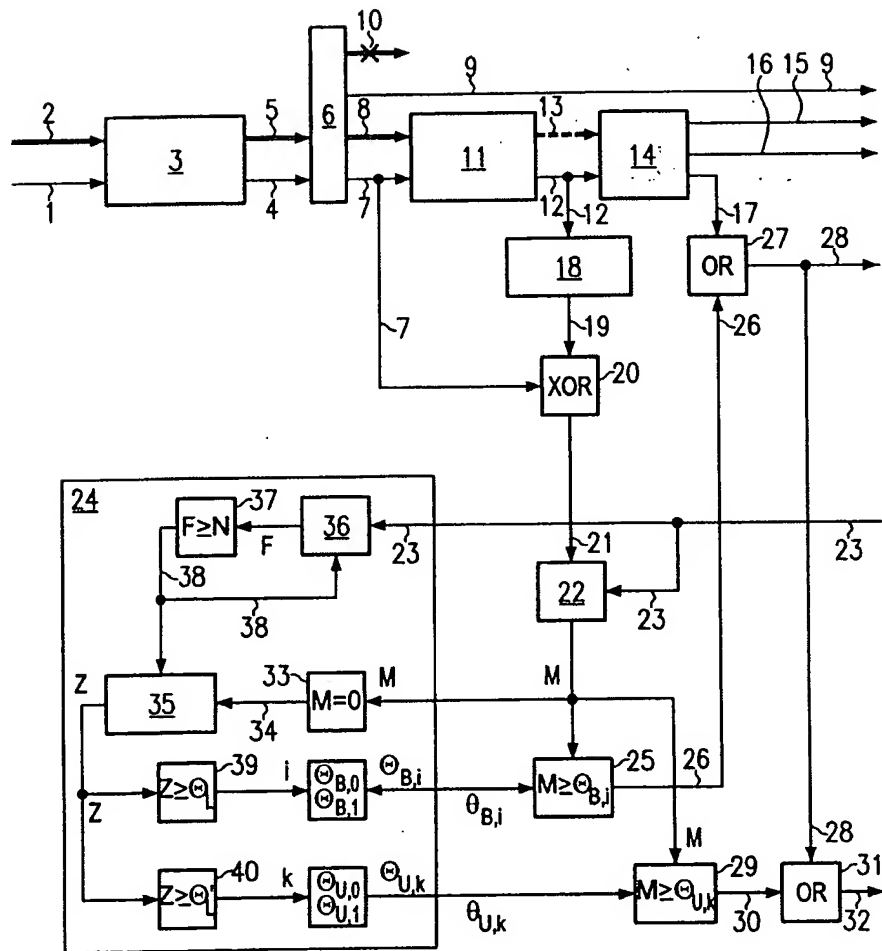 10
9 16 15 9
2 5 6 8 13
3 11 14
1 4 7 12 12 17
27 28
18 OR
7 19 26
XOR 20
24 37
F≥N F 36 23 21 23
38 38 22 23
Z 33 M M
35 34 M=0
39 i Θ_B,0 Θ_B,i 25 26
Z Z≥Θ_L Θ_B,1 θ_B,i M≥Θ_B,i
M 28
40 k Θ_U,0 Θ_U,k 29 31
Z≥Θ_L' Θ_U,1 θ_U,k M≥Θ_U,k 30 OR 32